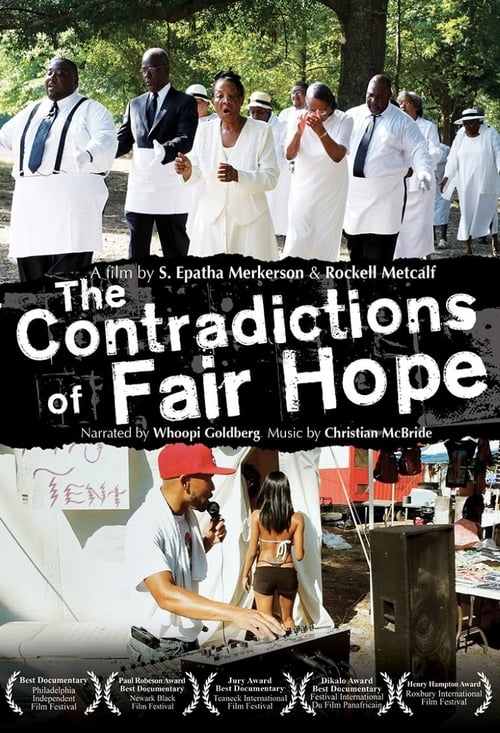 A film by S. Epatha Merkerson & Rockell Metcalf
The
Contradictions
of Fair Hope
Narrated by Whoopi Goldberg Music by Christian McBride
TENT
Best Documentary
Philadelphia
Independent
Film Festival
Paul Robeson Award
Best Documentary
Newark Black
Film Festival
Jury Award
Best Documentary
Teaneck International
Film Festival
Dikalo Award
Best Documentary
Festival International
Du Film Panafricain
Henry Hampton Award
Roxbury International
Film Festival